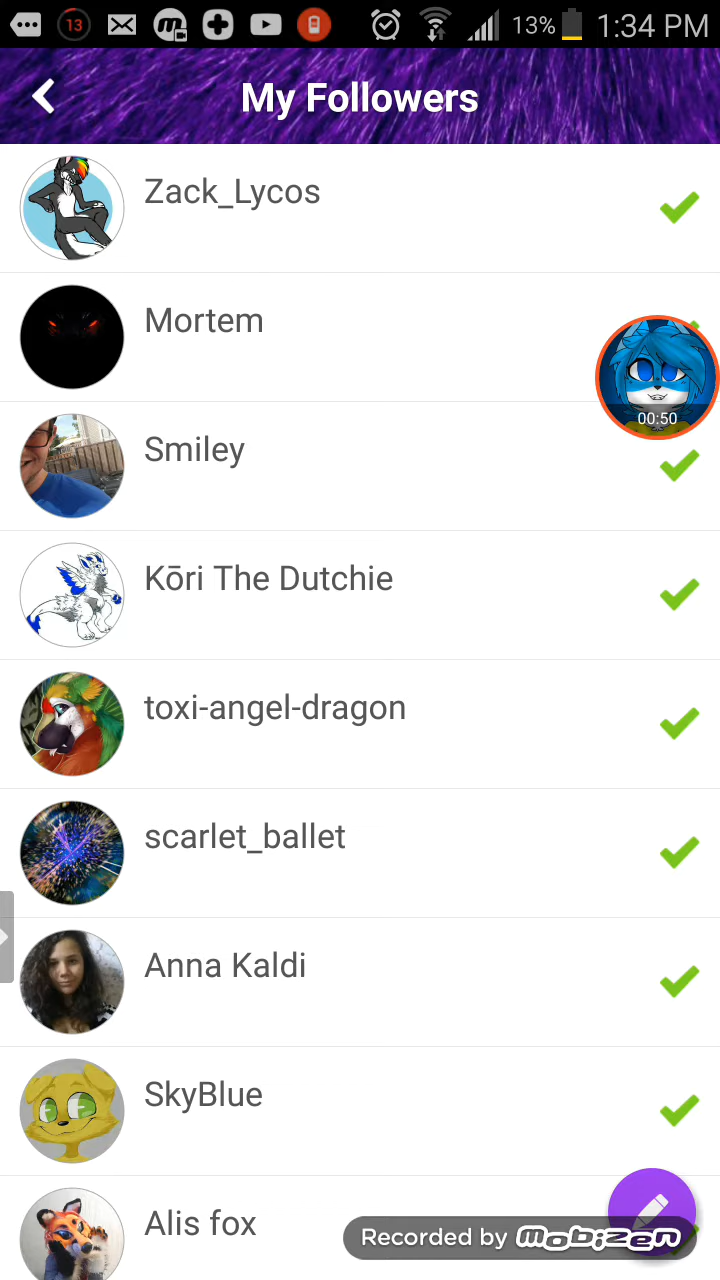 13 13% 1:34 PM
My Followers
Zack_Lycos
Mortem
00:50
Smiley
Kōri The Dutchie
toxi-angel-dragon
scarlet_ballet
Anna Kaldi
SkyBlue
Alis fox
Recorded by mobizen